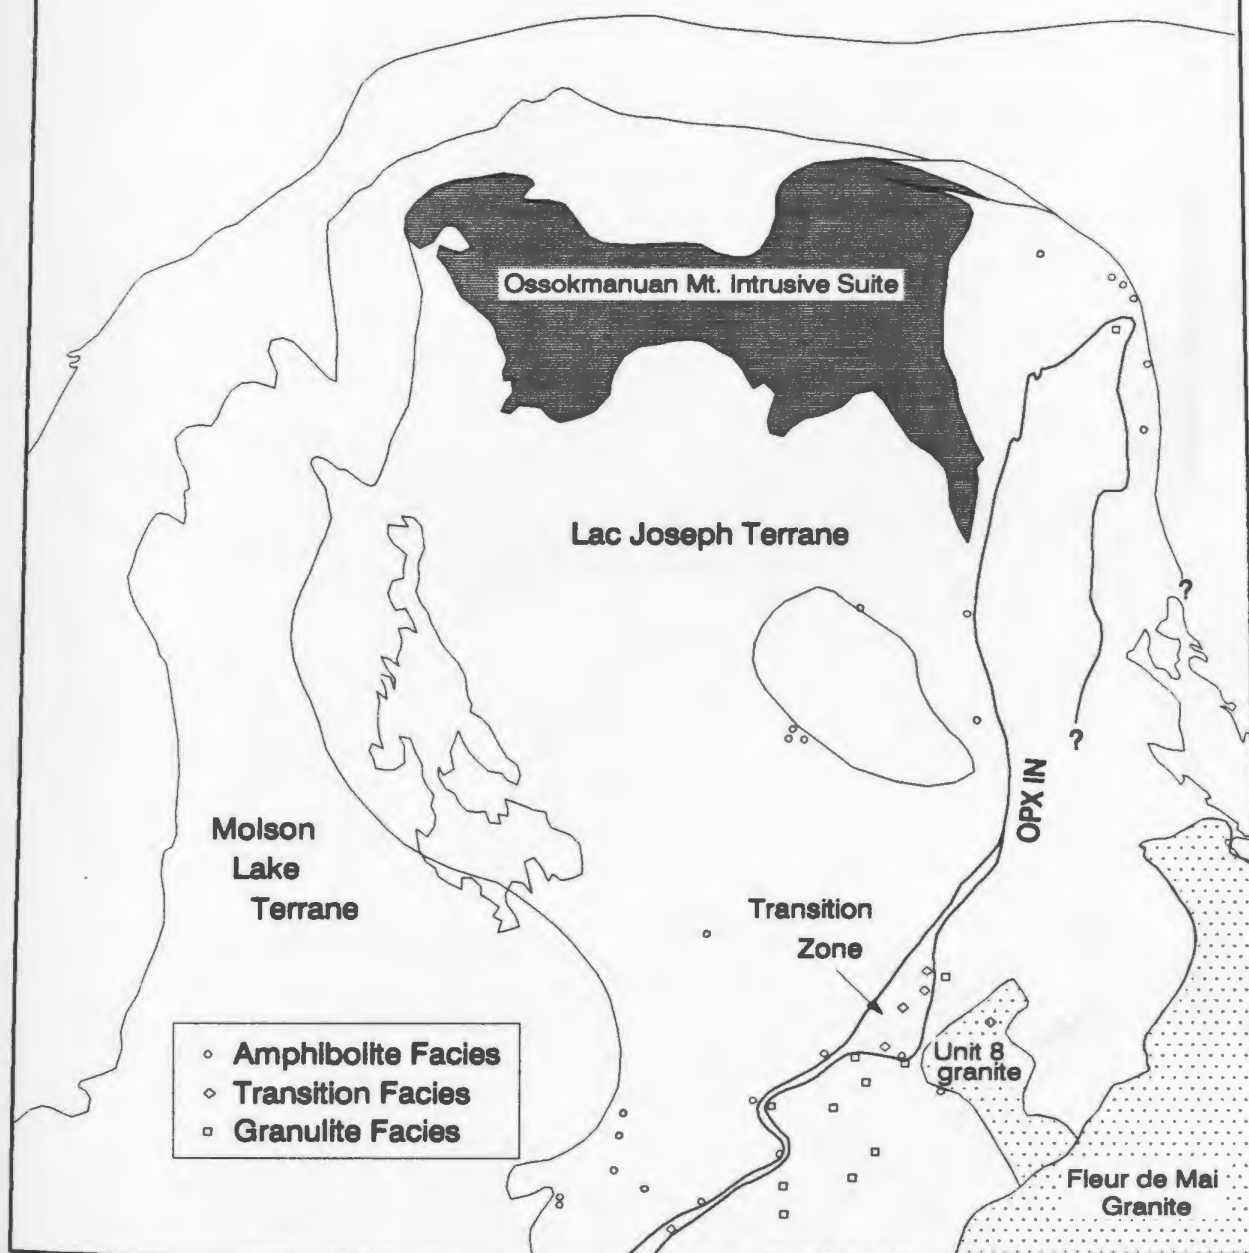 Ossokmanuan Mt. Intrusive Suite
Lac Joseph Terrane
?
?
OPX IN
Molson
Lake
Terrane
Transition
Zone
Amphibolite Facies
Transition Facies
Granulite Facies
Unit 8
granite
Fleur de Mai
Granite